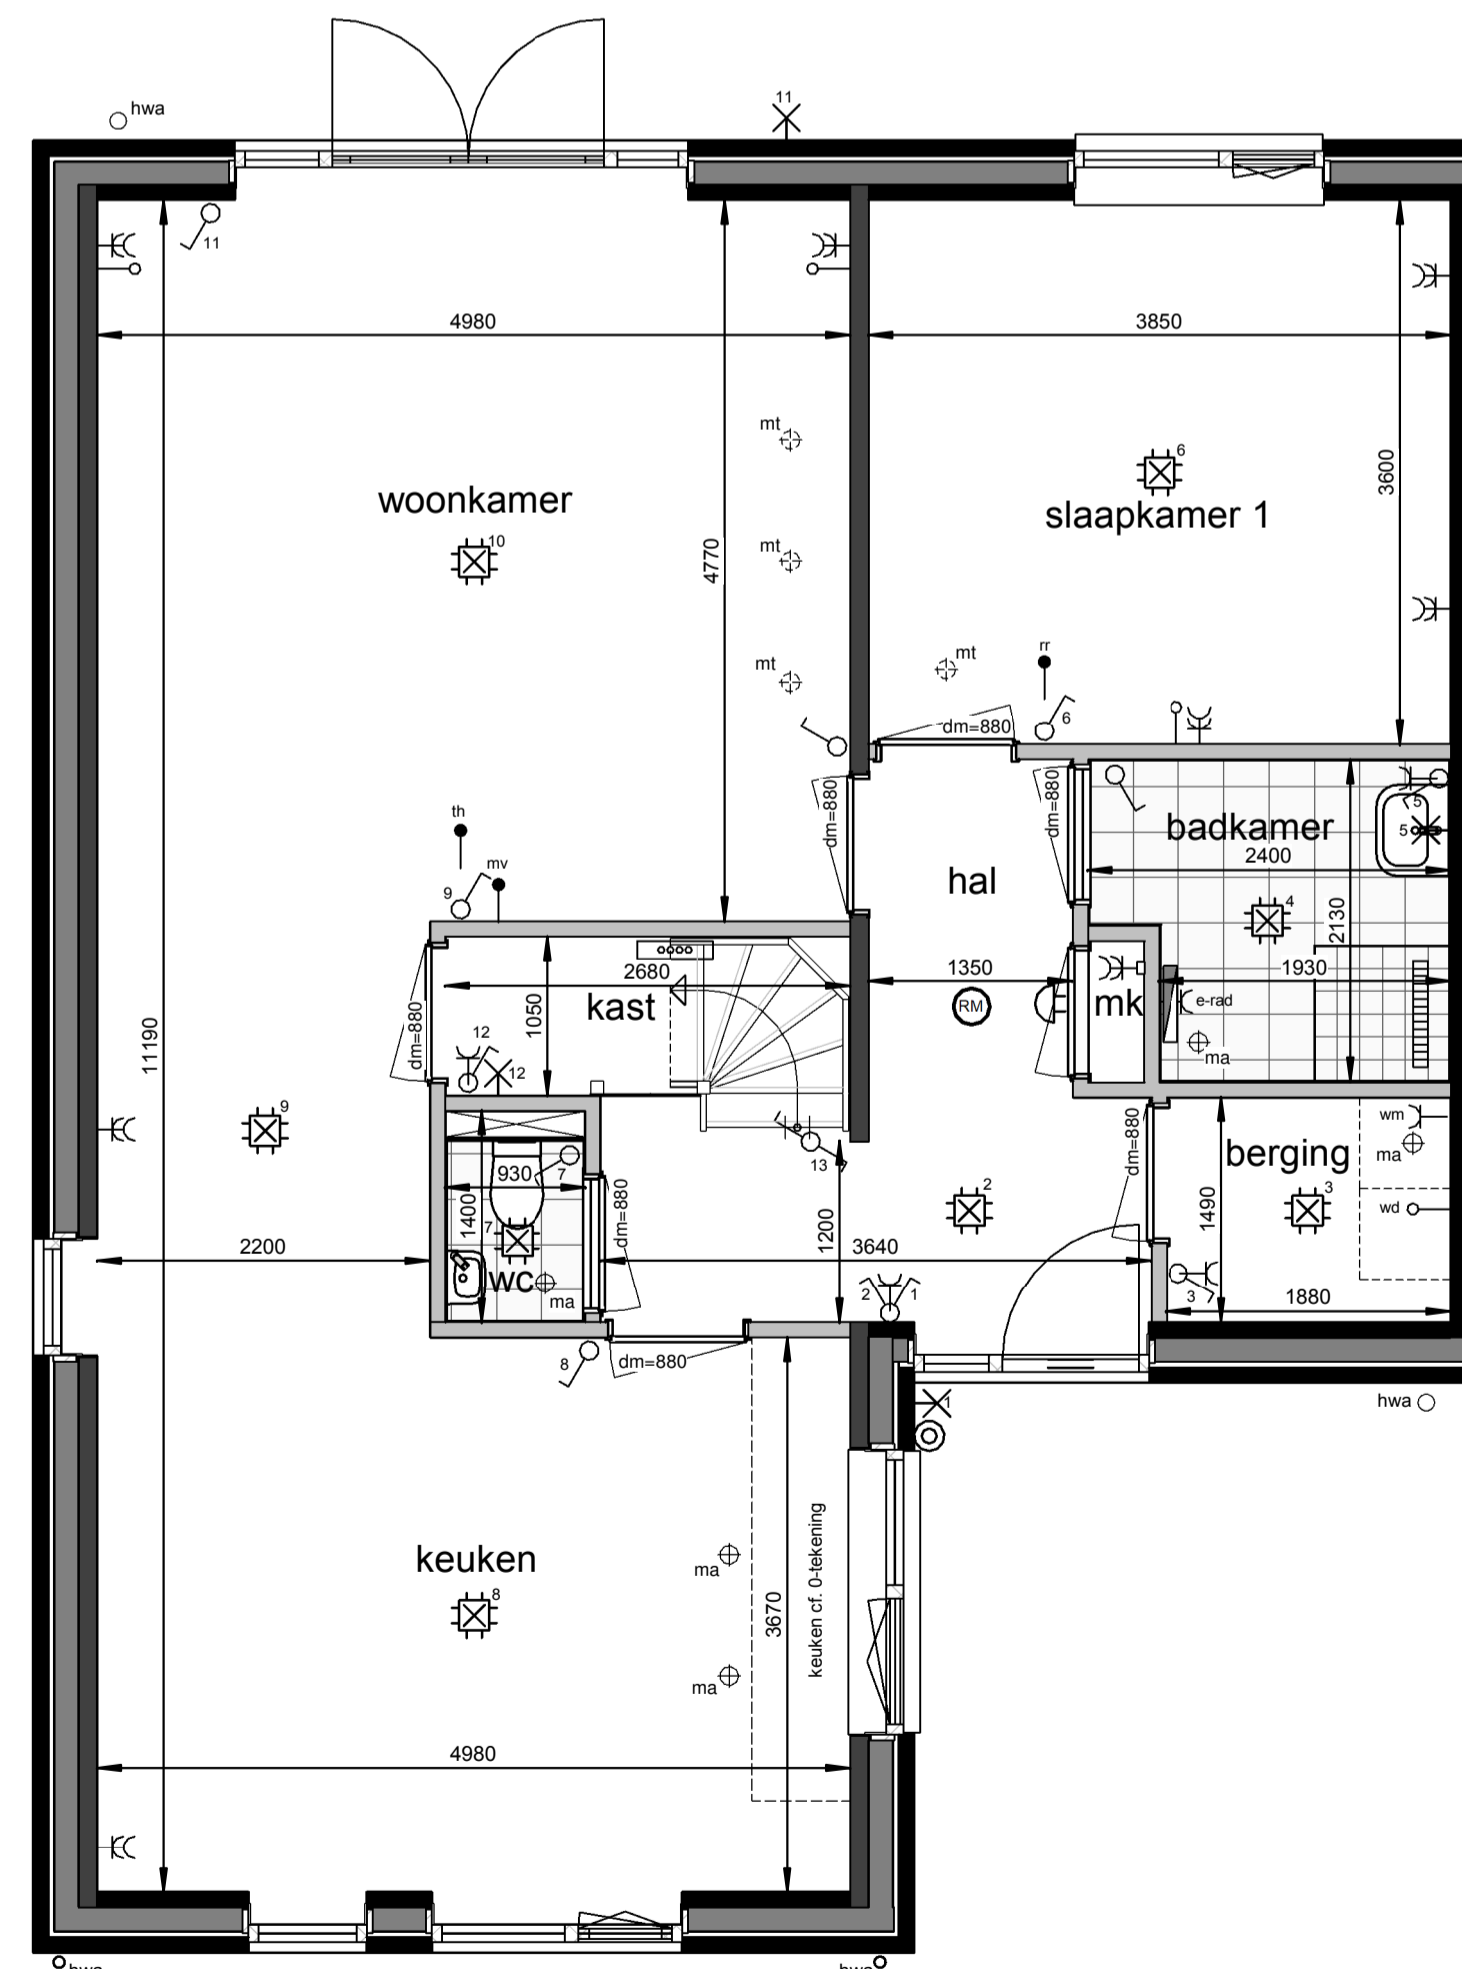 hwa
11
11
4980
3850
mt
6
woonkamer
slaapkamer 1
3600
10
mt
4770
mt
mt
rr
6
dm=880
dm=880
dm=880
5
badkamer
5
2400
th
mv
9
hal
4
2130
2680
1350
1930
kast
1050
RM
mk
e-rad
ma
11190
dm=880
12
12
9
13
dm=880
wm
ma
berging
930
7
1400
7
dm=880
2
3
1490
wd
1200
2200
3640
wc
ma
2
1
3
1880
8
dm=880
1
hwa
keuken
ma
8
3670
keuken cf. 0-tekening
ma
4980
hwa
hwa